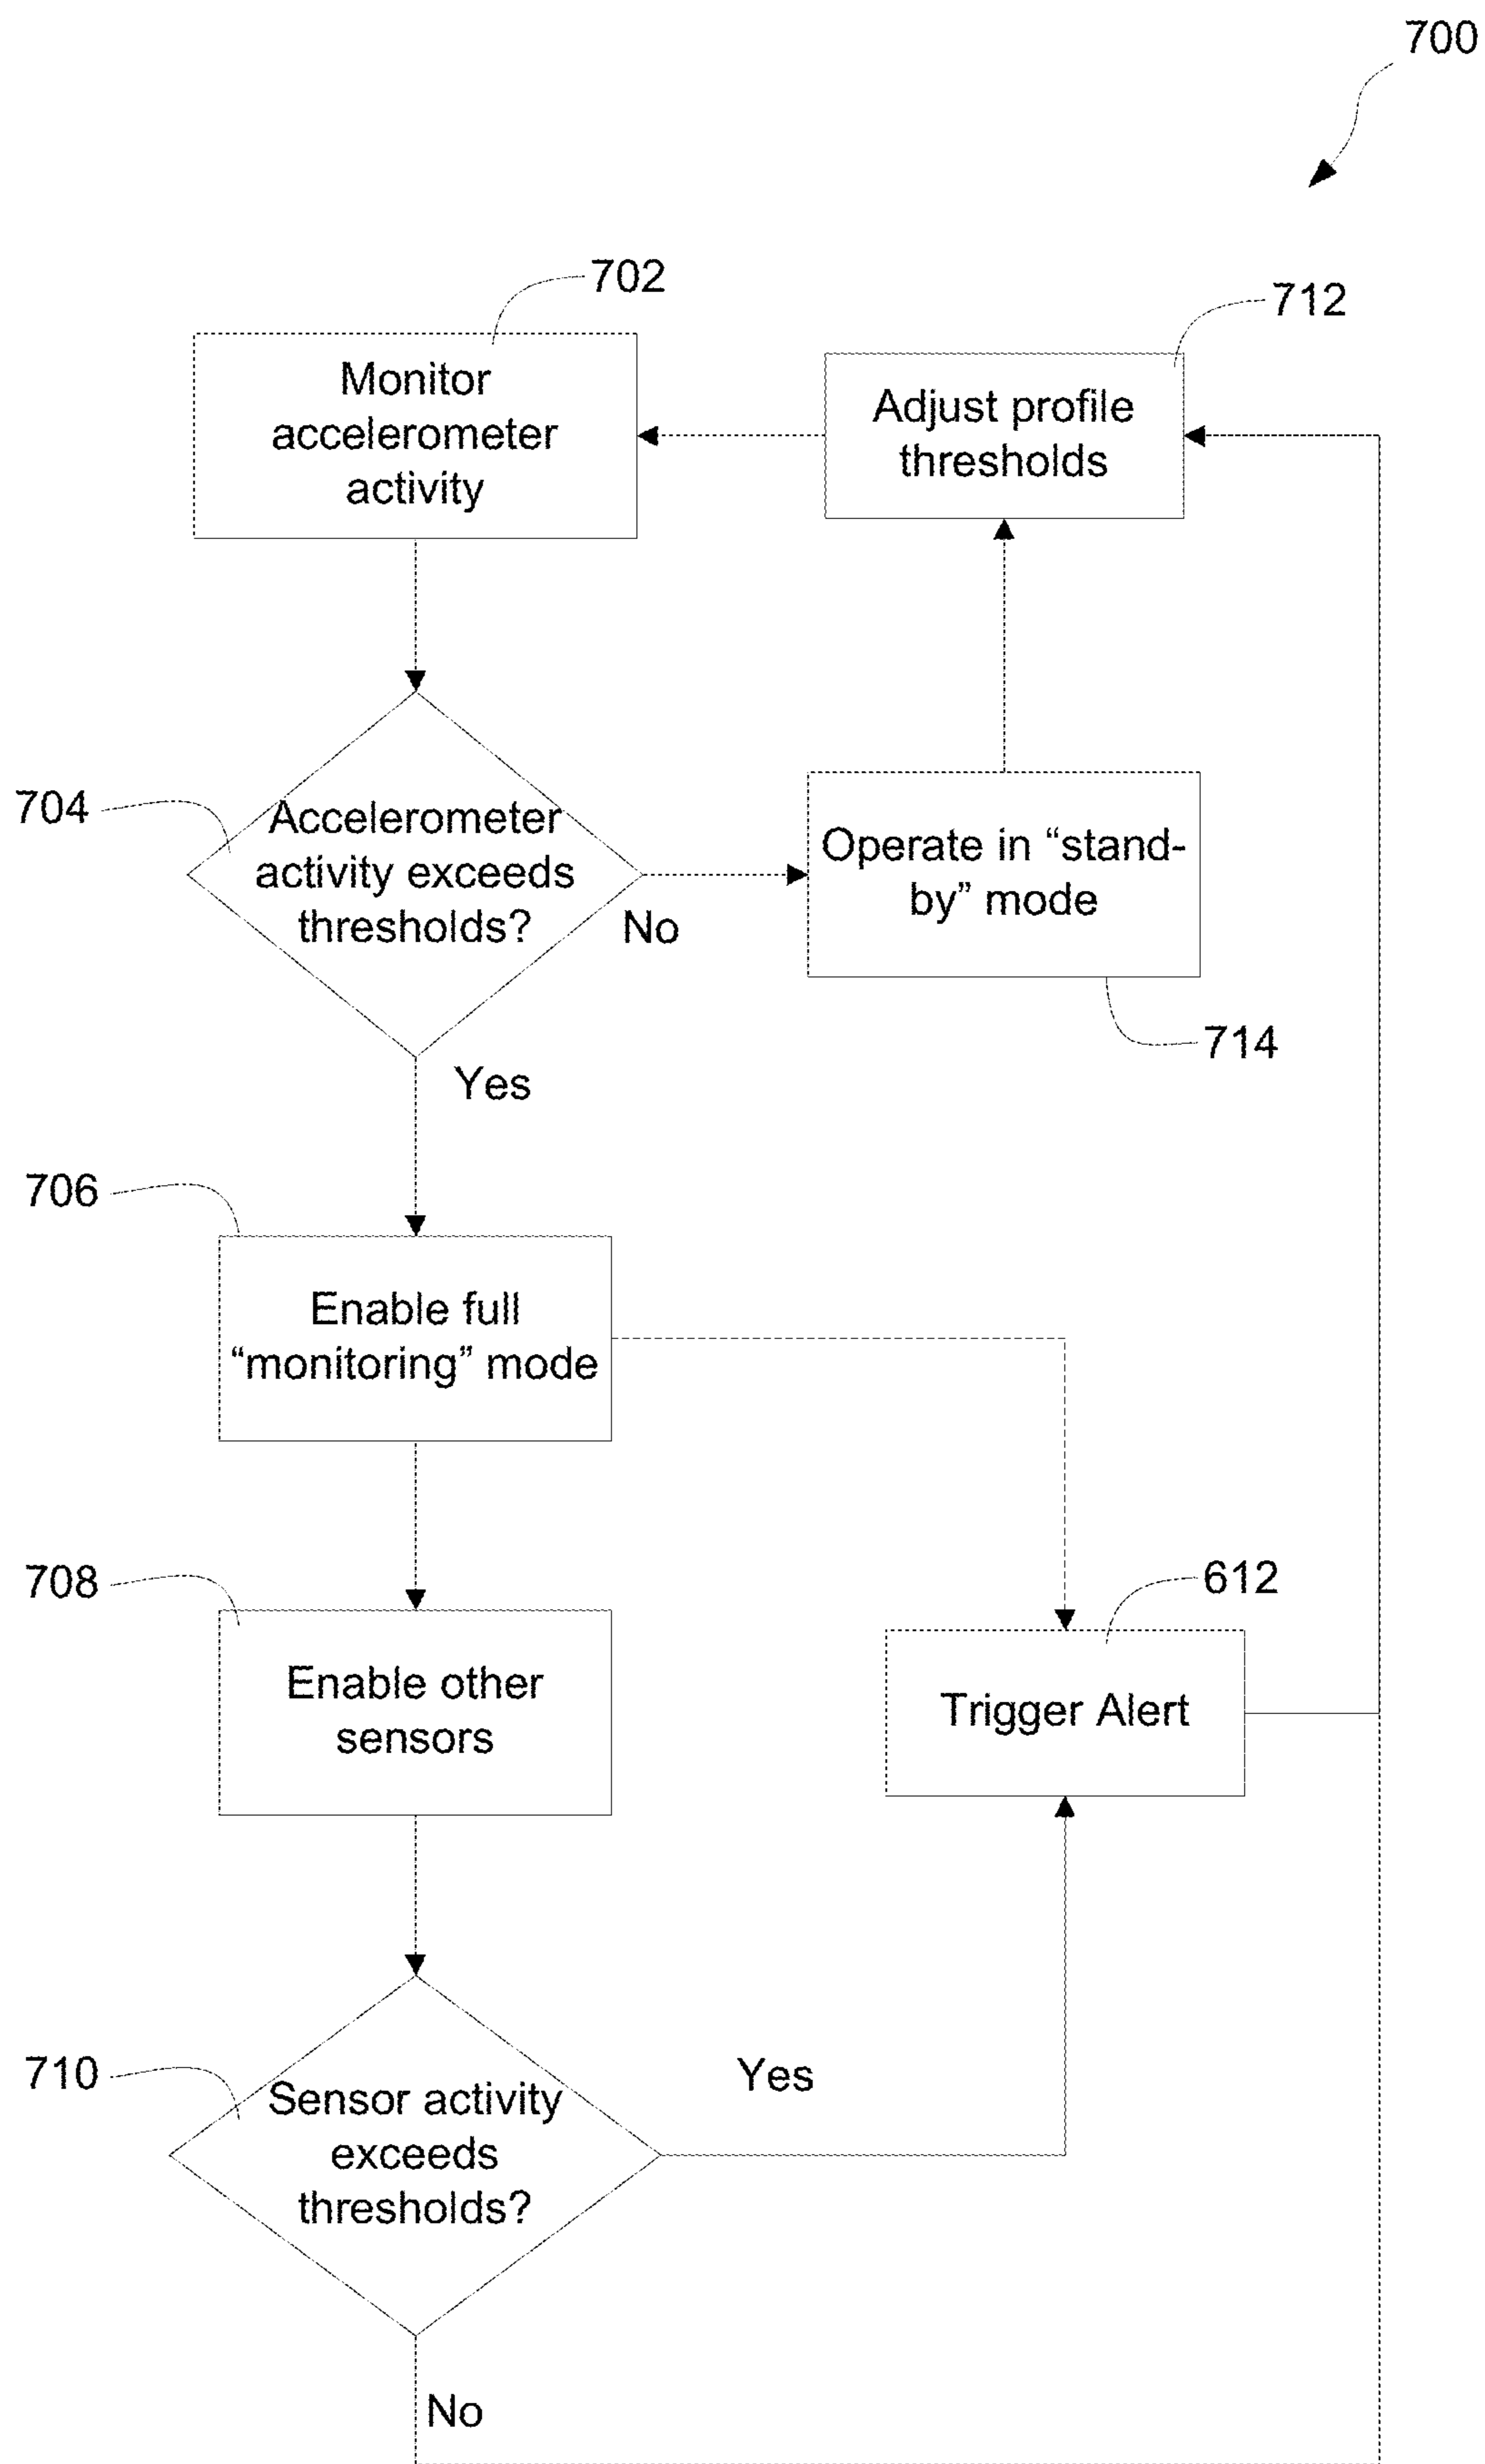 700
702
Monitor
accelerometer
activity
712
Adjust profile
thresholds
704
Accelerometer
activity exceeds
thresholds?
No
Operate in “stand-
by” mode
714
Yes
706
Enable full
“monitoring” mode
708
Enable other
sensors
612
Trigger Alert
710
Sensor activity
exceeds
thresholds?
Yes
No